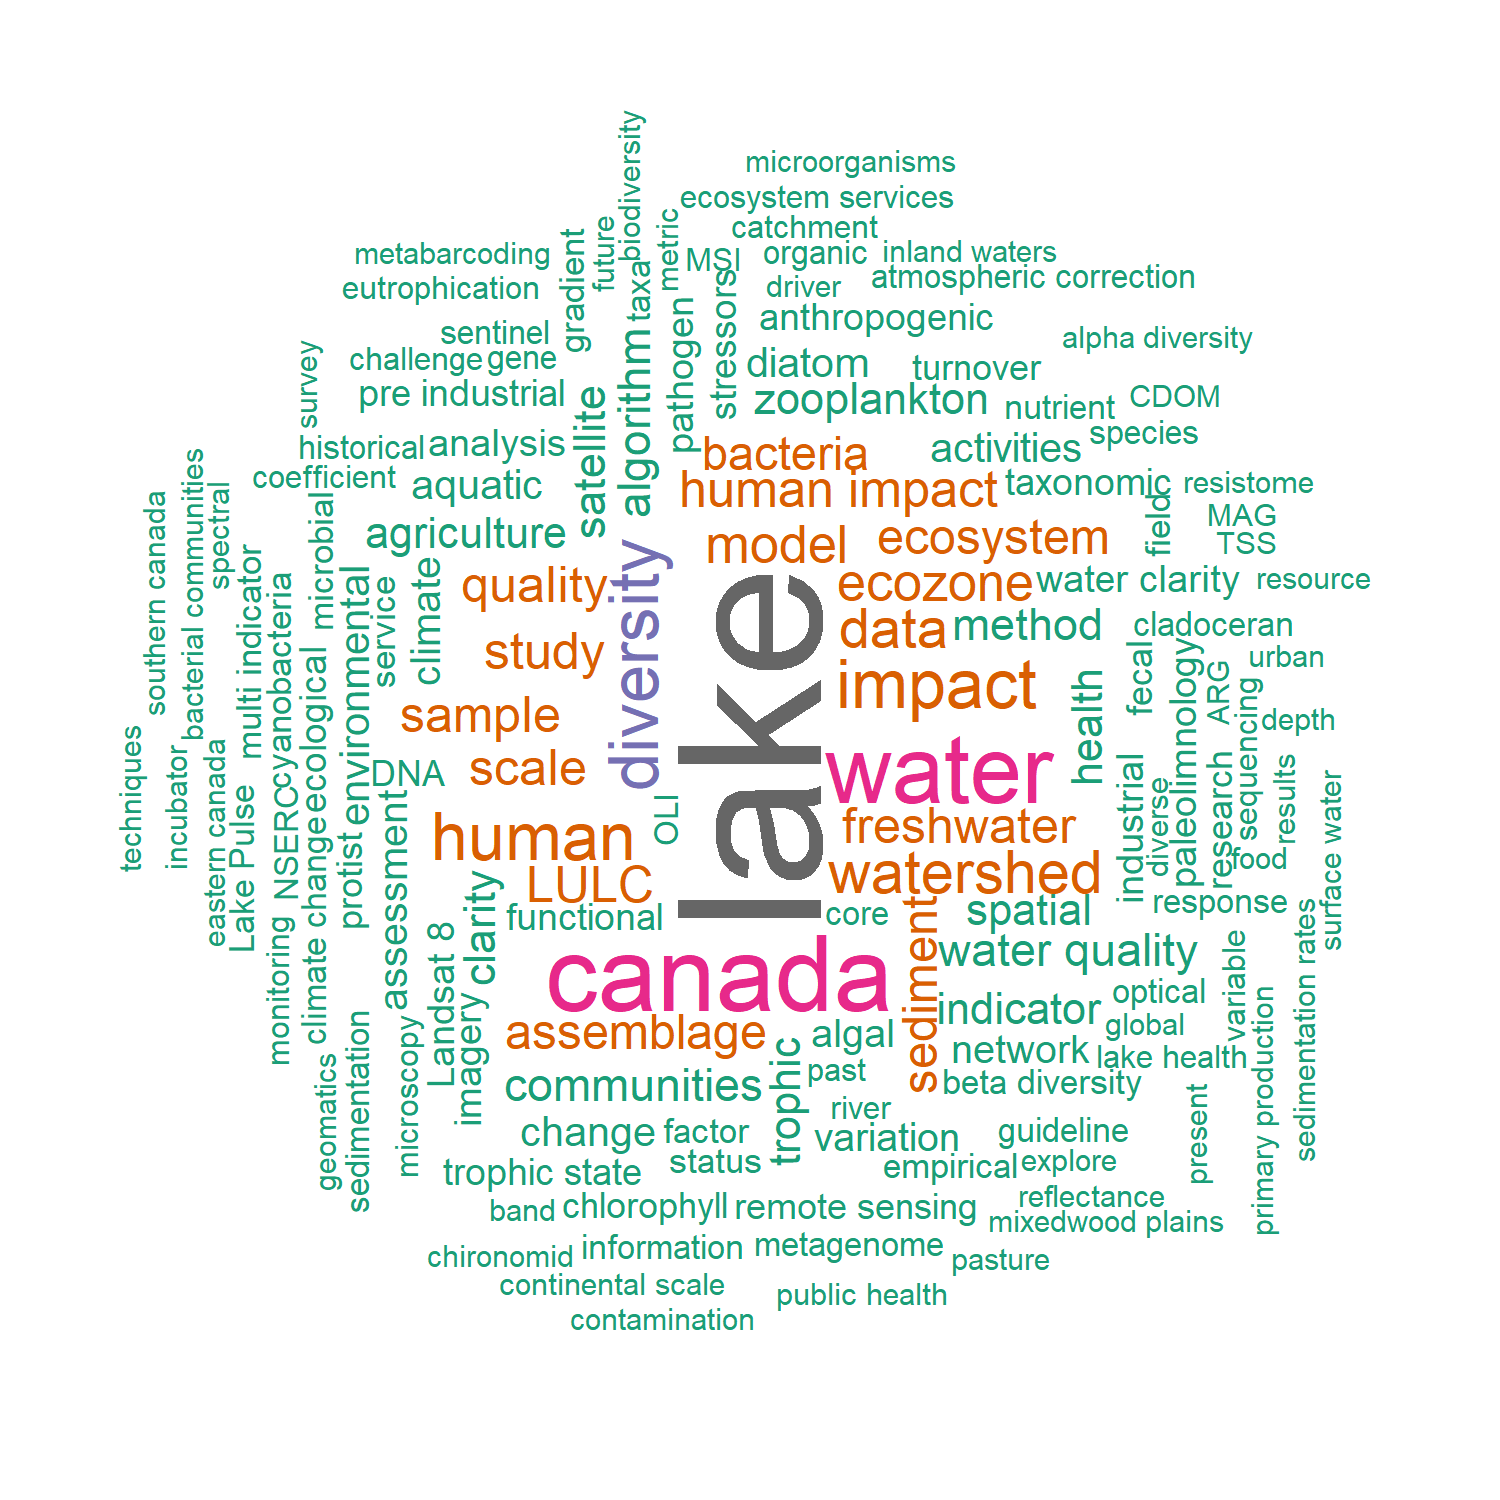 microorganisms
ecosystem services
catchment
biodiversity
metric
future
gradient
taxa
MSI
organic
inland waters
driver
atmospheric correction
metabarcoding
eutrophication
sentinel
challenge
gene
pre industrial
survey
historical
analysis
coefficient
aquatic
agriculture
satellite
algorithm
pathogen
stressors
anthropogenic
alpha diversity
diatom
turnover
zooplankton
nutrient
CDOM
species
activities
bacteria
human impact
taxonomic
resistome
model
ecosystem
field
MAG
TSS
ecozone
water clarity
resource
data
method
cladoceran
urban
impact
water
freshwater
watershed
health
fecal
paleolimnology
ARG
sequencing
depth
industrial
diverse
research
results
food
surface water
response
lake
diversity
quality
study
sample
scale
human
LULC
functional
OLI
core
canada
climate
service
environmental
microbial
ecological
cyanobacteria
multi indicator
spectral
bacterial communities
southern canada
techniques
incubator
eastern canada
Lake Pulse
NSERC
monitoring
climate change
protist
DNA
assessment
clarity
Landsat 8
imagery
microscopy
sedimentation
geomatics
assemblage
communities
change
factor
trophic state
status
trophic
algal
past
river
variation
sediment
spatial
water quality
indicator
optical
global
network
lake health
beta diversity
variable
primary production
sedimentation rates
present
guideline
empirical
explore
reflectance
mixedwood plains
band
chlorophyll
remote sensing
chironomid
information
metagenome
pasture
continental scale
public health
contamination